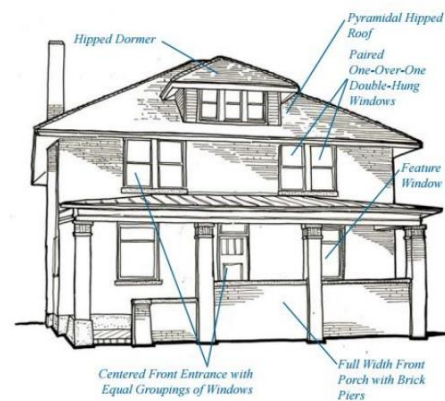 Hipped Dormer
Pyramidal Hipped
Roof
Paired
One-Over-One
Double-Hung
Windows
Feature
Window
Centered Front Entrance with
Equal Groupings of Windows
Full Width Front
Porch with Brick
Piers